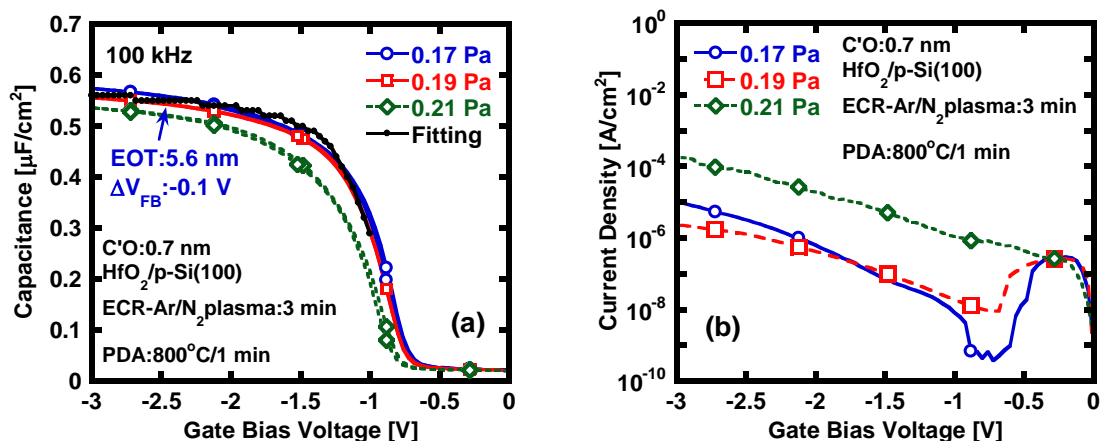 0.7
0.6
0.5
0.4
0.3
0.2
0.1
0
Capacitance [µF/cm²]
100 kHz
0.17 Pa
0.19 Pa
0.21 Pa
Fitting
EOT:5.6 nm
ΔV_FB:-0.1 V
C'O:0.7 nm
HfO₂/p-Si(100)
ECR-Ar/N₂plasma:3 min
PDA:800°C/1 min
(a)
-3 -2.5 -2 -1.5 -1 -0.5 0
Gate Bias Voltage [V]
10⁰
10⁻²
10⁻⁴
10⁻⁶
10⁻⁸
10⁻¹⁰
Current Density [A/cm²]
0.17 Pa
0.19 Pa
0.21 Pa
C'O:0.7 nm
HfO₂/p-Si(100)
ECR-Ar/N₂plasma:3 min
PDA:800°C/1 min
(b)
-3 -2.5 -2 -1.5 -1 -0.5 0
Gate Bias Voltage [V]